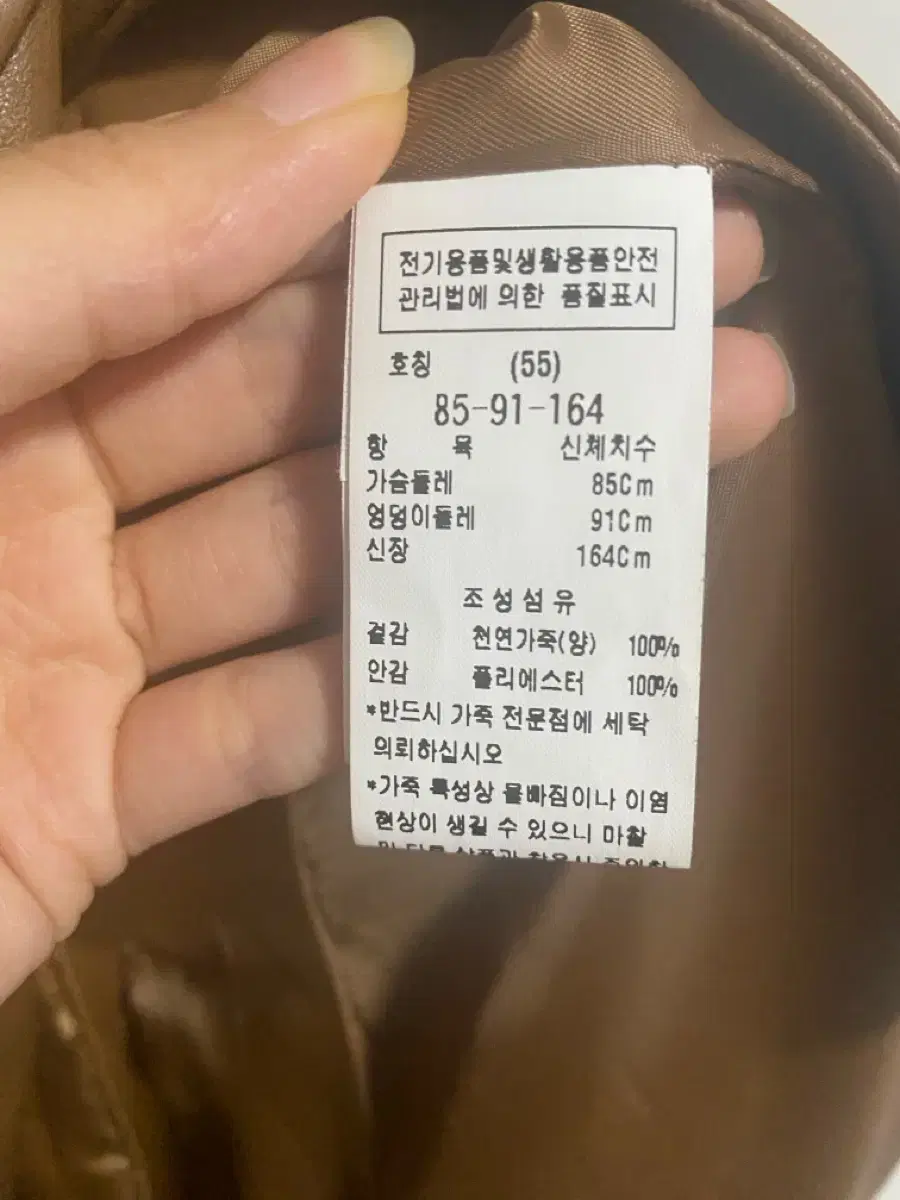 전기용품및생활용품안전
관리법에 의한 품질표시
호칭 (55)
85-91-164
항 목 신체치수
가슴둘레 85Cm
엉덩이둘레 91Cm
신장 164Cm
조성섬유
겉감 천연가죽(양) 100%
안감 폴리에스터 100%
*반드시 가죽 전문점에 세탁
의뢰하십시오
*가죽 특성상 물빠짐이나 이염
현상이 생길 수 있으니 마찰